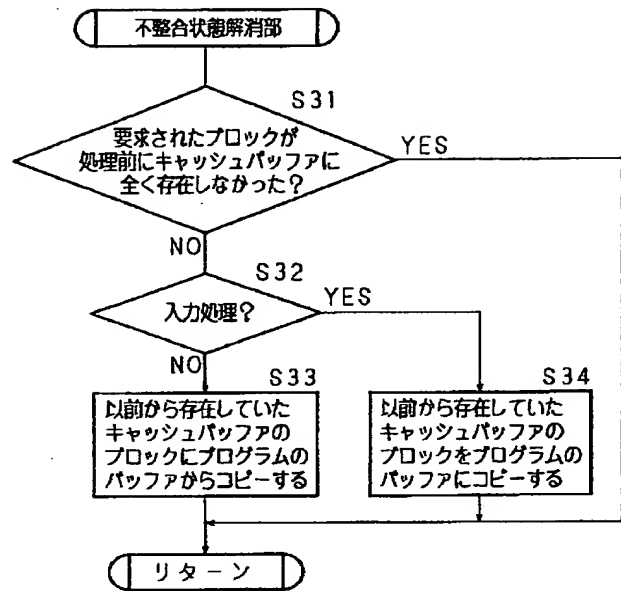 不整合状態解消部
S31
要求されたブロックが
処理前にキャッシュバッファに
全く存在しなかった?
YES
NO
S32
入力処理?
YES
NO
S33
以前から存在していた
キャッシュバッファの
ブロックにプログラムの
バッファからコピーする
S34
以前から存在していた
キャッシュバッファの
ブロックをプログラムの
バッファにコピーする
リターン